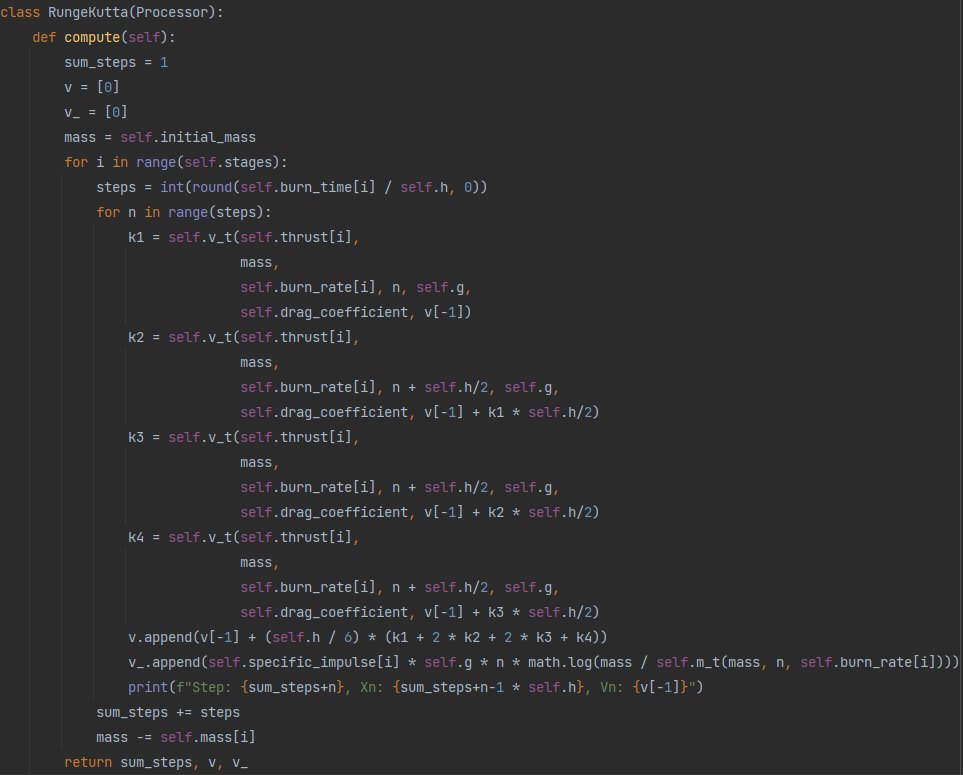 class RungeKutta(Processor):
    def compute(self):
        sum_steps = 1
        v = [0]
        v_ = [0]
        mass = self.initial_mass
        for i in range(self.stages):
            steps = int(round(self.burn_time[i] / self.h, 0))
            for n in range(steps):
                k1 = self.v_t(self.thrust[i],
                              mass,
                              self.burn_rate[i], n, self.g,
                              self.drag_coefficient, v[-1])
                k2 = self.v_t(self.thrust[i],
                              mass,
                              self.burn_rate[i], n + self.h/2, self.g,
                              self.drag_coefficient, v[-1] + k1 * self.h/2)
                k3 = self.v_t(self.thrust[i],
                              mass,
                              self.burn_rate[i], n + self.h/2, self.g,
                              self.drag_coefficient, v[-1] + k2 * self.h/2)
                k4 = self.v_t(self.thrust[i],
                              mass,
                              self.burn_rate[i], n + self.h/2, self.g,
                              self.drag_coefficient, v[-1] + k3 * self.h/2)
                v.append(v[-1] + (self.h / 6) * (k1 + 2 * k2 + 2 * k3 + k4))
                v_.append(self.specific_impulse[i] * self.g * n * math.log(mass / self.m_t(mass, n, self.burn_rate[i])))
                print(f"Step: {sum_steps+n}, Xn: {sum_steps+n-1 * self.h}, Vn: {v[-1]}")
            sum_steps += steps
            mass -= self.mass[i]
        return sum_steps, v, v_